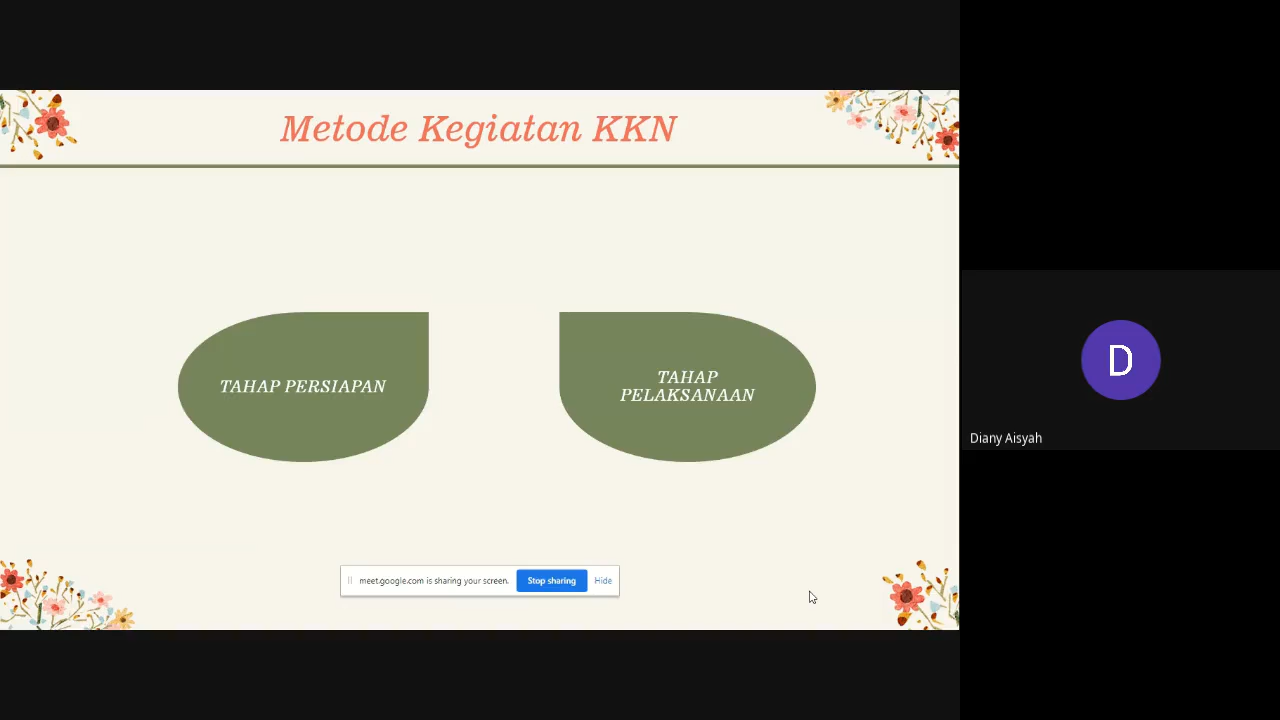 Metode Kegiatan KKN
TAHAP PERSIAPAN
TAHAP
PELAKSANAAN
meet.google.com is sharing your screen.
Stop sharing
Hide
D
Diany Aisyah